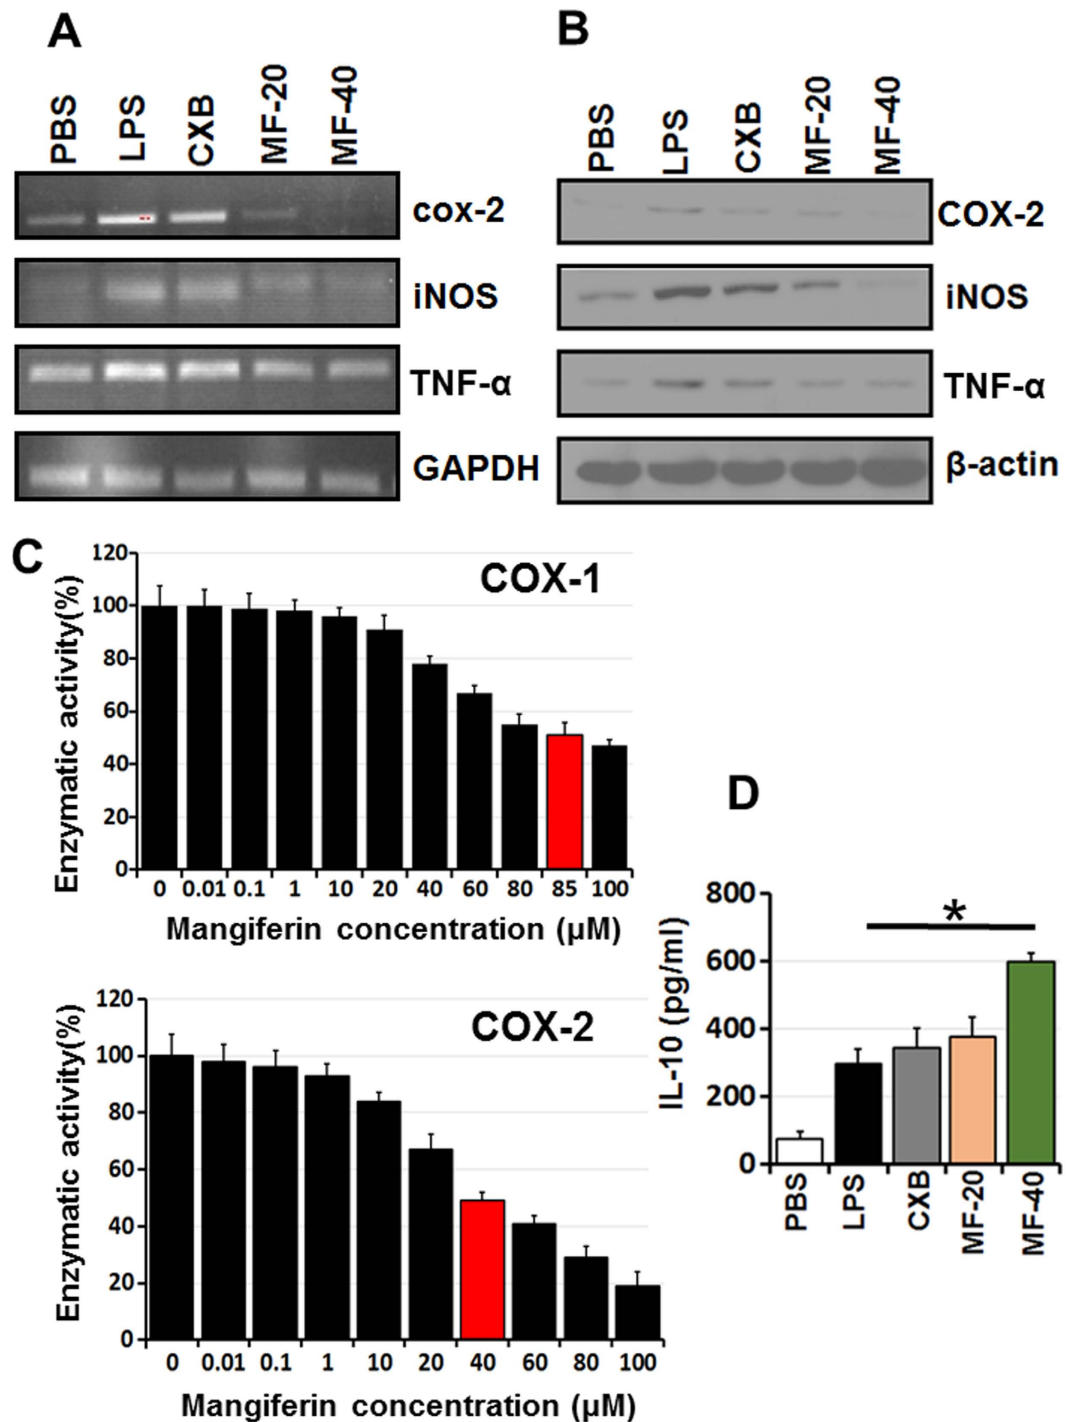 A
PBS LPS CXB MF-20 MF-40
cox-2
iNOS
TNF-α
GAPDH
B
PBS LPS CXB MF-20 MF-40
COX-2
iNOS
TNF-α
β-actin
C
COX-1
Enzymatic activity(%)
120
100
80
60
40
20
0
0 0.01 0.1 1 10 20 40 60 80 85 100
Mangiferin concentration (µM)
COX-2
Enzymatic activity(%)
120
100
80
60
40
20
0
0 0.01 0.1 1 10 20 40 60 80 100
Mangiferin concentration (µM)
D
IL-10 (pg/ml)
800
600
400
200
0
*
PBS LPS CXB MF-20 MF-40